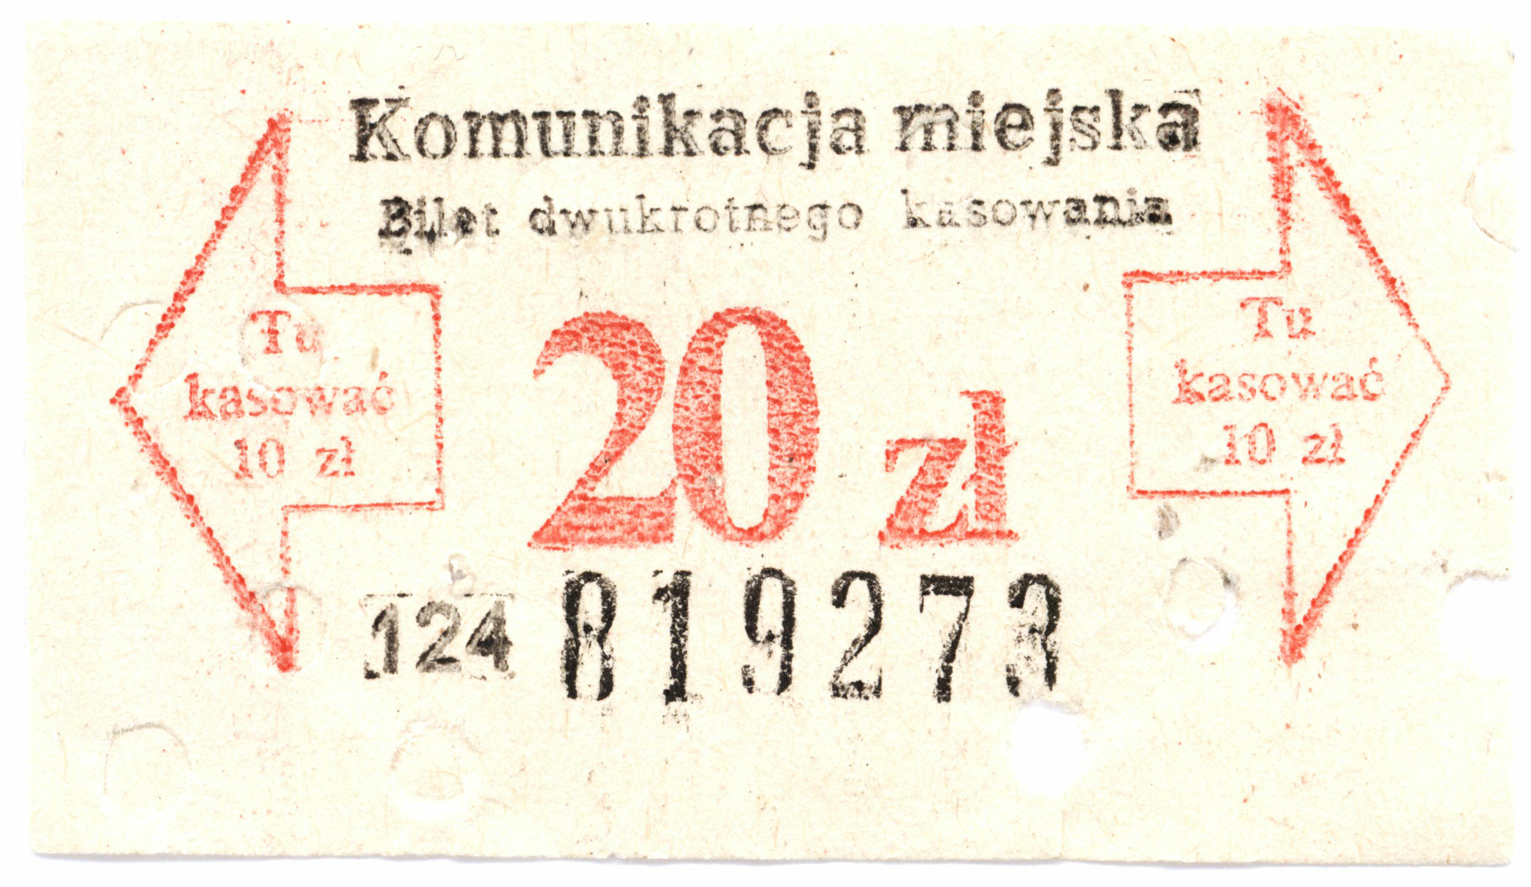 Komunikacja miejska
Bilet dwukrotnego kasowania
Tu
kasować
10 zł
20 zł
Tu
kasować
10 zł
124 819273